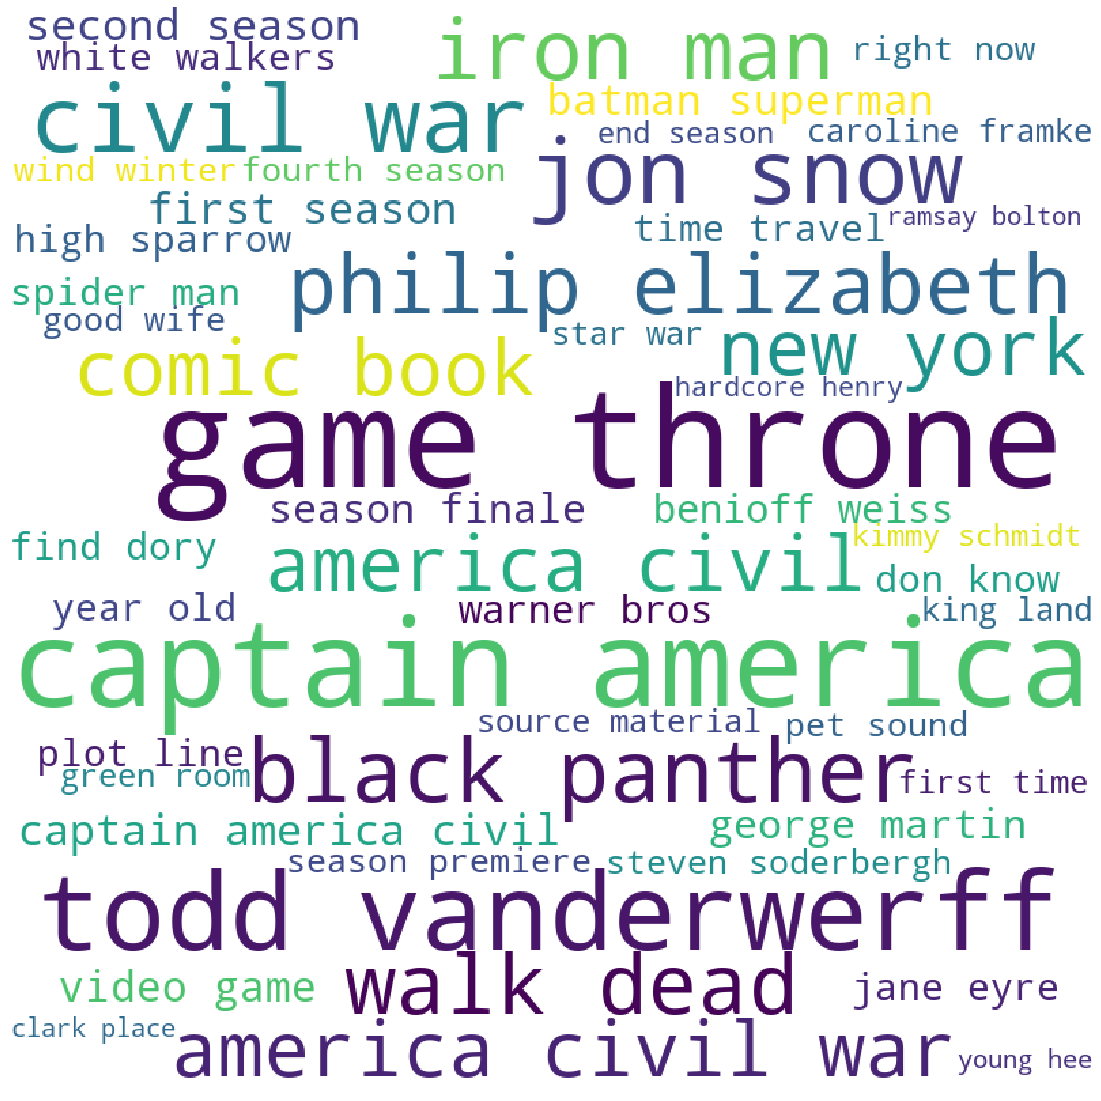 second season
iron man
right now
white walkers
civil war
batman superman
end season
caroline framke
wind winter
fourth season
jon snow
first season
time travel
ramsay bolton
high sparrow
philip elizabeth
spider man
good wife
star war
new york
comic book
hardcore henry
game throne
season finale
benioff weiss
kimmy schmidt
find dory
america civil
don know
year old
warner bros
king land
captain america
source material
pet sound
plot line
black panther
green room
first time
captain america civil
george martin
season premiere
steven soderbergh
todd vanderwerff
video game
walk dead
jane eyre
clark place
america civil war
young hee